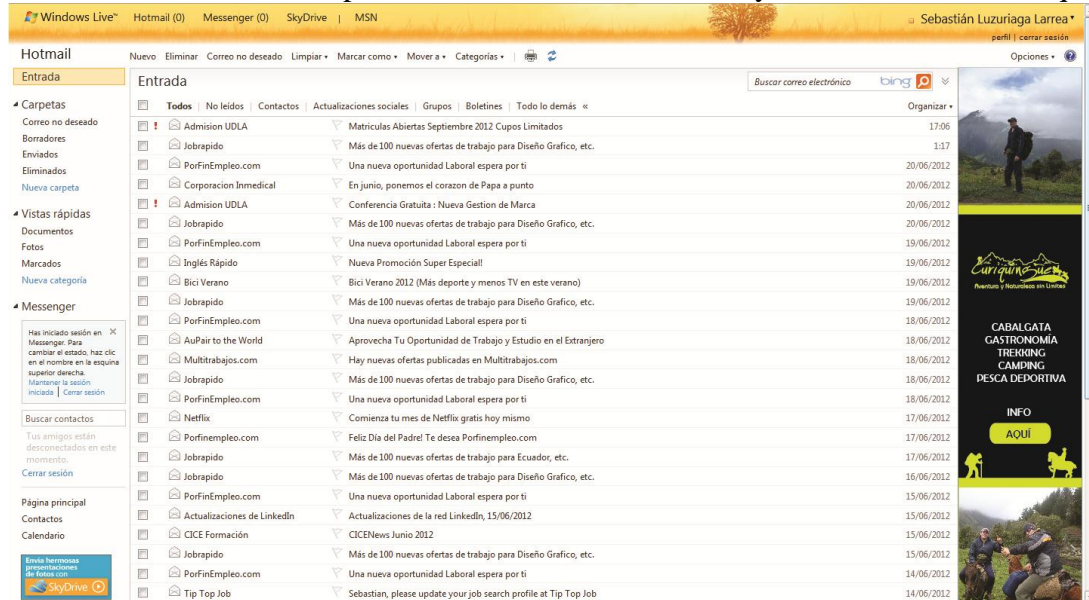 Windows Live™ Hotmail (0) Messenger (0) SkyDrive | MSN
Sebastián Luzuriaga Larrea
perfil | cerrar sesión
Hotmail
Nuevo Eliminar Correo no deseado Limpiar Marcar como Mover a Categorías
Opciones
Entrada
Carpetas
Correo no deseado
Borradores
Enviados
Eliminados
Nueva carpeta
Vistas rápidas
Documentos
Fotos
Marcados
Nueva categoría
Messenger
Has iniciado sesión en
Messenger. Para
cambiar el estado, haz clic
en el nombre en la esquina
superior derecha.
Mantener la sesión
iniciada | Cerrar sesión
Buscar contactos
Tus amigos están
desconectados en este
momento.
Cerrar sesión
Página principal
Contactos
Calendario
Envía hermosas
presentaciones
de fotos con
SkyDrive
Entrada
Buscar correo electrónico bing
Todos | No leídos | Contactos | Actualizaciones sociales | Grupos | Boletines | Todo lo demás «
Organizar
! Admision UDLA Matriculas Abiertas Septiembre 2012 Cupos Limitados 17:06
Jobrapido Más de 100 nuevas ofertas de trabajo para Diseño Grafico, etc. 1:17
PorFinEmpleo.com Una nueva oportunidad Laboral espera por ti 20/06/2012
Corporacion Inmedical En junio, ponemos el corazon de Papa a punto 20/06/2012
! Admision UDLA Conferencia Gratuita : Nueva Gestion de Marca 20/06/2012
Jobrapido Más de 100 nuevas ofertas de trabajo para Diseño Grafico, etc. 20/06/2012
PorFinEmpleo.com Una nueva oportunidad Laboral espera por ti 19/06/2012
Inglés Rápido Nueva Promoción Super Especial! 19/06/2012
Bici Verano Bici Verano 2012 (Más deporte y menos TV en este verano) 19/06/2012
Jobrapido Más de 100 nuevas ofertas de trabajo para Diseño Grafico, etc. 19/06/2012
PorFinEmpleo.com Una nueva oportunidad Laboral espera por ti 18/06/2012
AuPair to the World Aprovecha Tu Oportunidad de Trabajo y Estudio en el Extranjero 18/06/2012
Multitrabajos.com Hay nuevas ofertas publicadas en Multitrabajos.com 18/06/2012
Jobrapido Más de 100 nuevas ofertas de trabajo para Diseño Grafico, etc. 18/06/2012
PorFinEmpleo.com Una nueva oportunidad Laboral espera por ti 18/06/2012
Netflix Comienza tu mes de Netflix gratis hoy mismo 17/06/2012
Porfinempleo.com Feliz Día del Padre! Te desea Porfinempleo.com 17/06/2012
Jobrapido Más de 100 nuevas ofertas de trabajo para Ecuador, etc. 17/06/2012
Jobrapido Más de 100 nuevas ofertas de trabajo para Diseño Grafico, etc. 16/06/2012
PorFinEmpleo.com Una nueva oportunidad Laboral espera por ti 15/06/2012
Actualizaciones de LinkedIn Actualizaciones de la red LinkedIn, 15/06/2012 15/06/2012
CICE Formación CICENews Junio 2012 15/06/2012
Jobrapido Más de 100 nuevas ofertas de trabajo para Diseño Grafico, etc. 15/06/2012
PorFinEmpleo.com Una nueva oportunidad Laboral espera por ti 14/06/2012
Tip Top Job Sebastian, please update your job search profile at Tip Top Job 14/06/2012
Curiquingue
Aventura y Naturaleza sin Límites
CABALGATA
GASTRONOMÍA
TREKKING
CAMPING
PESCA DEPORTIVA
INFO
AQUÍ